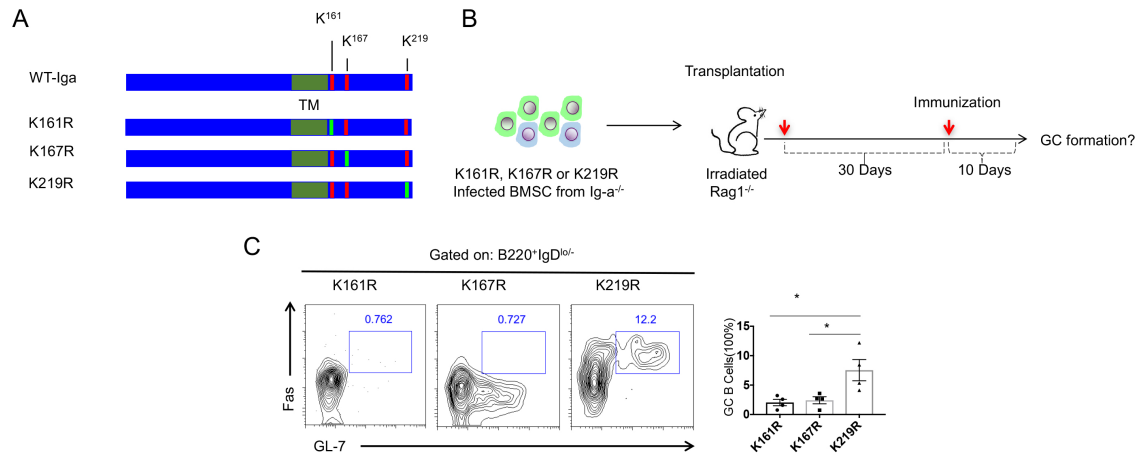 A
K161
K167
K219
WT-Iga
TM
K161R
K167R
K219R
B
Transplantation
Immunization
GC formation?
K161R, K167R or K219R
Infected BMSC from Ig-a-/-
Irradiated
Rag1-/-
30 Days
10 Days
C
Gated on: B220+IgDlo/-
K161R
K167R
K219R
0.762
0.727
12.2
Fas
GL-7
*
*
GC B Cells(100%)
15
10
5
0
K161R
K167R
K219R